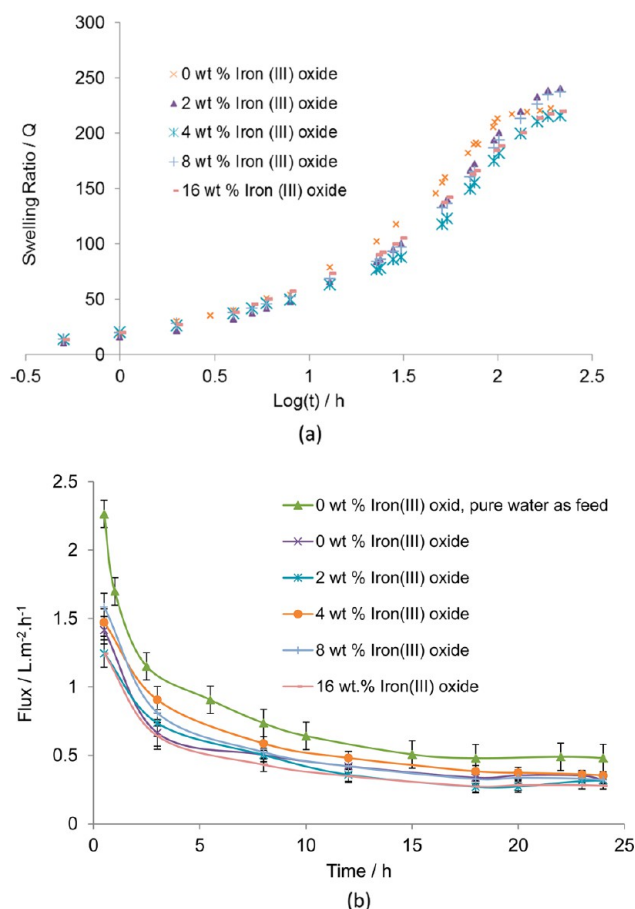 300
250
200
150
100
50
0
Swelling Ratio / Q
0 wt % Iron (III) oxide
2 wt % Iron (III) oxide
4 wt % Iron (III) oxide
8 wt % Iron (III) oxide
16 wt % Iron (III) oxide
-0.5 0 0.5 1 1.5 2 2.5
Log(t) / h
(a)
2.5
2
1.5
1
0.5
0
Flux / L.m⁻².h⁻¹
0 wt % Iron(III) oxid, pure water as feed
0 wt % Iron(III) oxide
2 wt % Iron(III) oxide
4 wt % Iron(III) oxide
8 wt % Iron(III) oxide
16 wt.% Iron(III) oxide
0 5 10 15 20 25
Time / h
(b)